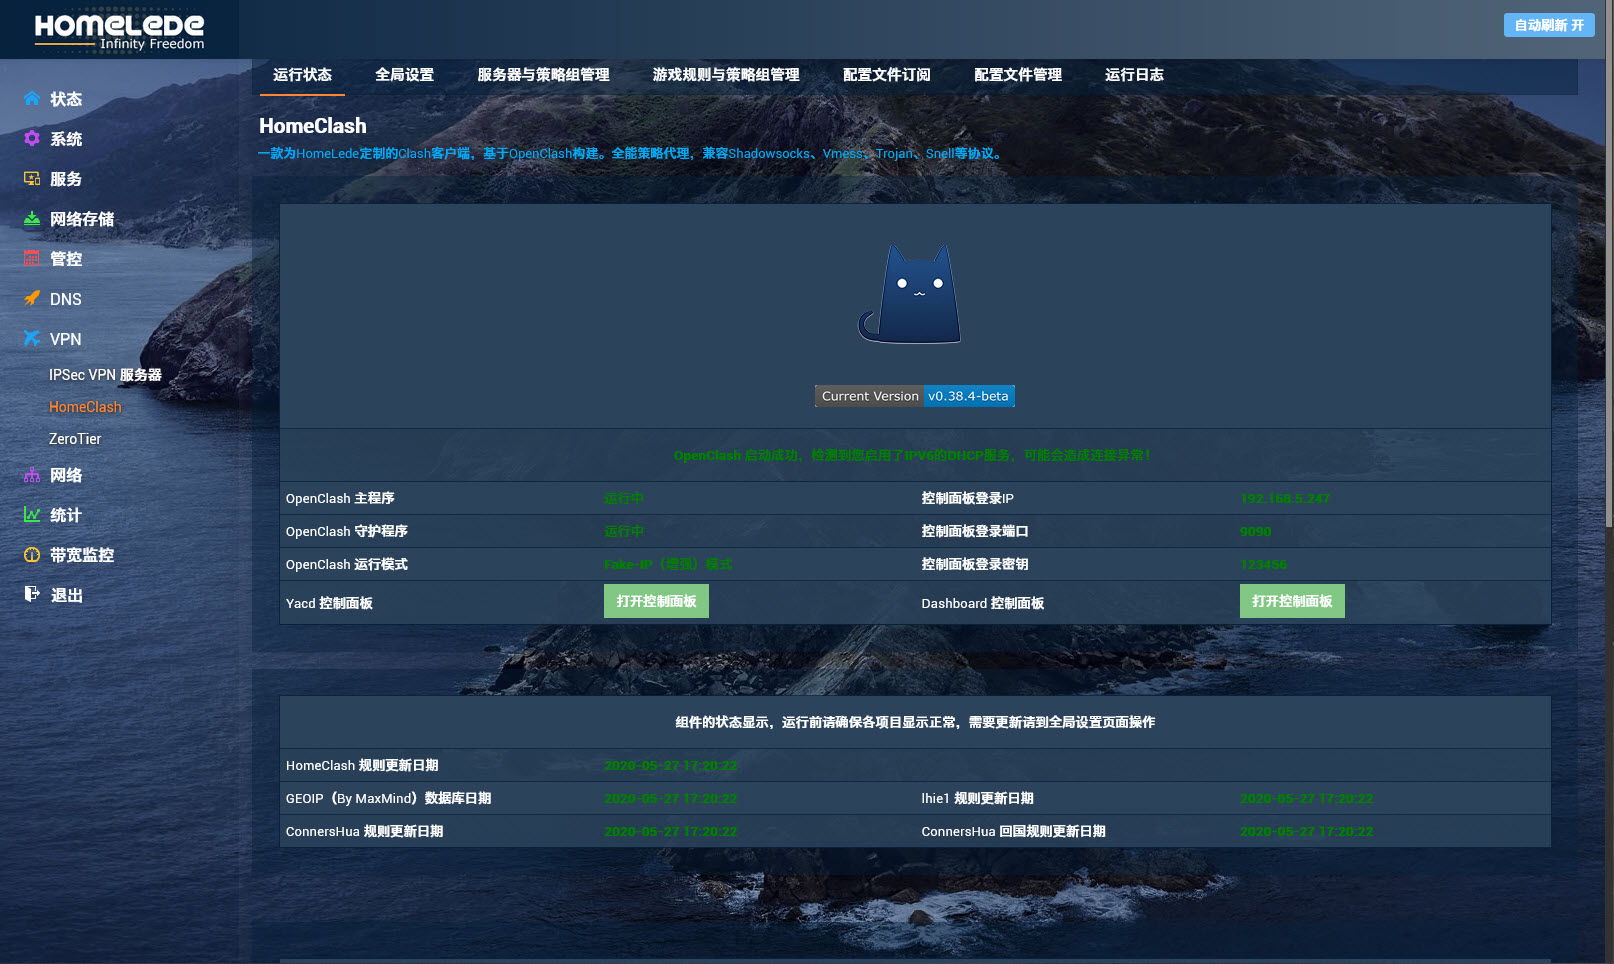 HOMELEDE
Infinity Freedom
自动刷新 开
状态
系统
服务
网络存储
管控
DNS
VPN
IPSec VPN 服务器
HomeClash
ZeroTier
网络
统计
带宽监控
退出
运行状态 全局设置 服务器与策略组管理 游戏规则与策略组管理 配置文件订阅 配置文件管理 运行日志
HomeClash
一款为HomeLede定制的Clash客户端，基于OpenClash构建。全能策略代理，兼容Shadowsocks、Vmess、Trojan、Snell等协议。
Current Version v0.38.4-beta
OpenClash 启动成功，检测到您启用了IPV6的DHCP服务，可能会造成连接异常！
OpenClash 主程序 运行中 控制面板登录IP 192.168.5.247
OpenClash 守护程序 运行中 控制面板登录端口 9090
OpenClash 运行模式 Fake-IP（增强）模式 控制面板登录密钥 123456
Yacd 控制面板 打开控制面板 Dashboard 控制面板 打开控制面板
组件的状态显示，运行前请确保各项目显示正常，需要更新请到全局设置页面操作
HomeClash 规则更新日期 2020-05-27 17:20:22
GEOIP（By MaxMind）数据库日期 2020-05-27 17:20:22 lhie1 规则更新日期 2020-05-27 17:20:22
ConnersHua 规则更新日期 2020-05-27 17:20:22 ConnersHua 回国规则更新日期 2020-05-27 17:20:22